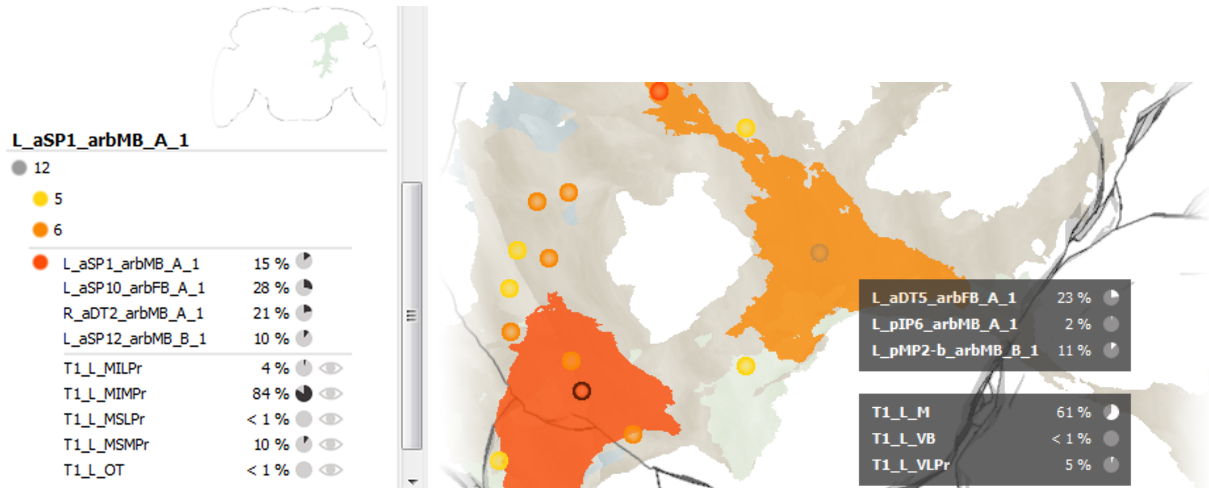 L_aSP1_arbMB_A_1
12
5
6
L_aSP1_arbMB_A_1 15 %
L_aSP10_arbFB_A_1 28 %
R_aDT2_arbMB_A_1 21 %
L_aSP12_arbMB_B_1 10 %
T1_L_MILPr 4 %
T1_L_MIMPr 84 %
T1_L_MSLPr < 1 %
T1_L_MSMPr 10 %
T1_L_OT < 1 %
L_aDT5_arbFB_A_1 23 %
L_pIP6_arbMB_A_1 2 %
L_pMP2-b_arbMB_B_1 11 %
T1_L_M 61 %
T1_L_VB < 1 %
T1_L_VLPr 5 %